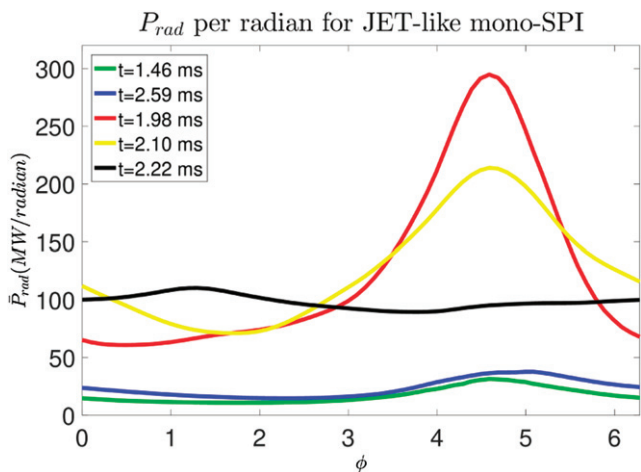 P_rad per radian for JET-like mono-SPI
300
250
200
150
100
50
0
P̄_rad(MW/radian)
t=1.46 ms
t=2.59 ms
t=1.98 ms
t=2.10 ms
t=2.22 ms
0 1 2 3 4 5 6
ϕ